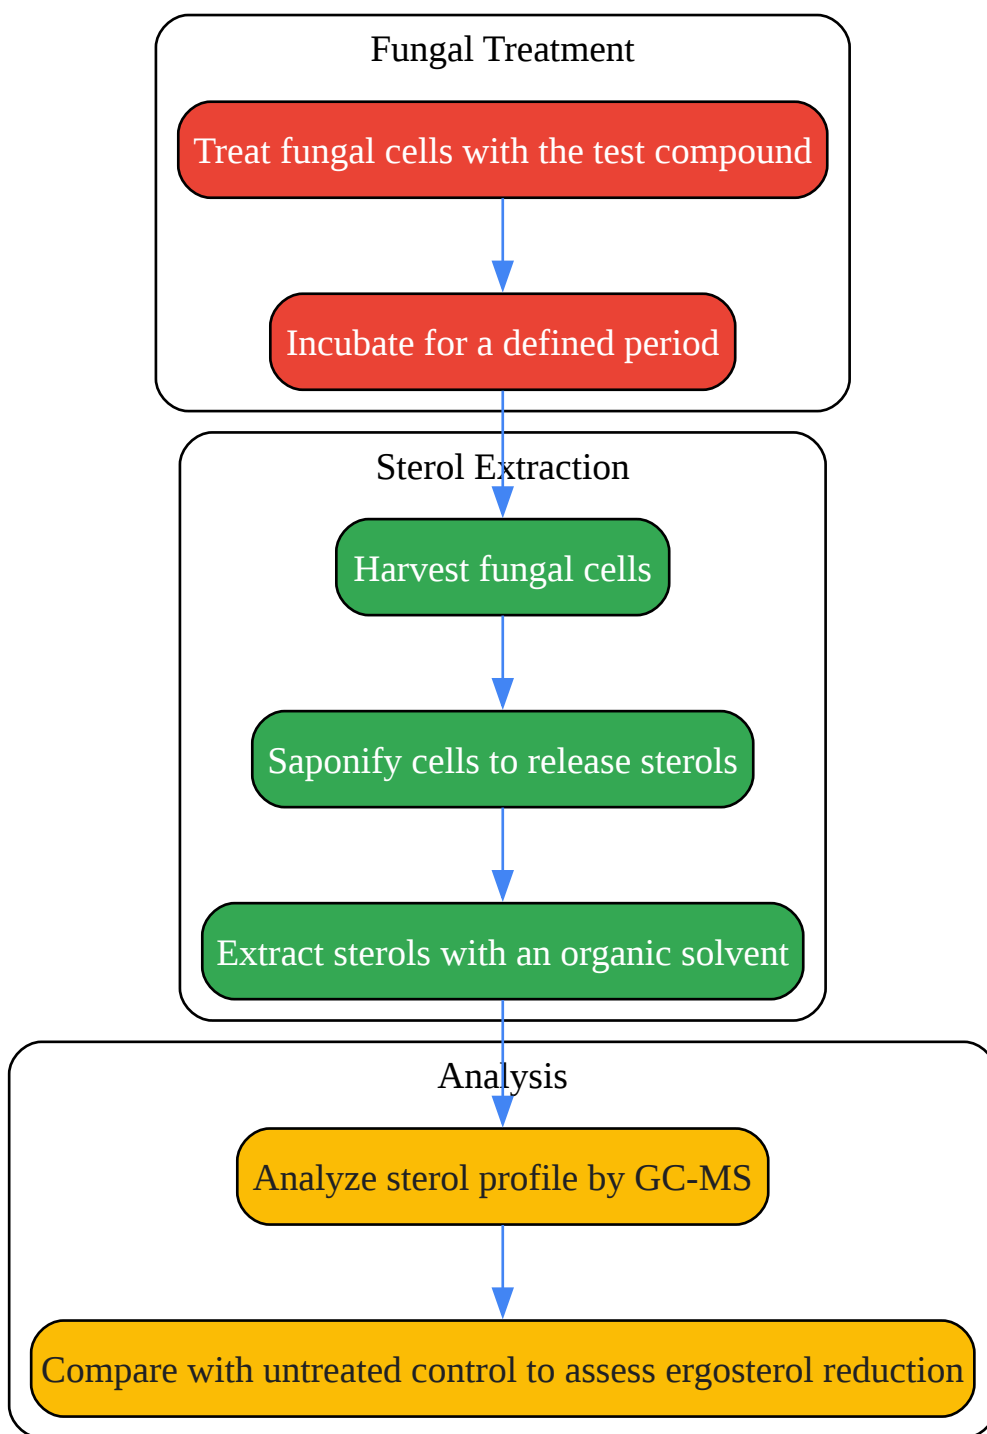 Fungal Treatment
Treat fungal cells with the test compound
Incubate for a defined period
Sterol Extraction
Harvest fungal cells
Saponify cells to release sterols
Extract sterols with an organic solvent
Analysis
Analyze sterol profile by GC-MS
Compare with untreated control to assess ergosterol reduction